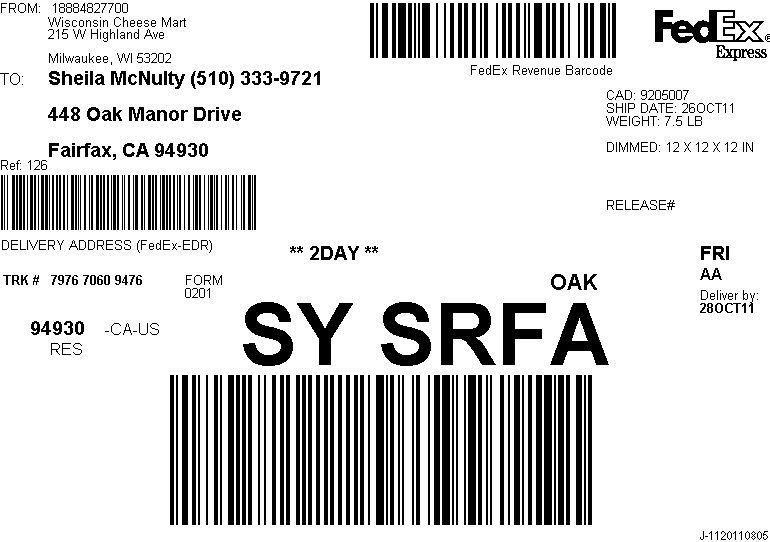 FROM: 18884827700
Wisconsin Cheese Mart
215 W Highland Ave
Milwaukee, WI 53202
FedEx Revenue Barcode
FedEx®
Express
TO: Sheila McNulty (510) 333-9721
448 Oak Manor Drive
Fairfax, CA 94930
Ref: 126
CAD: 9205007
SHIP DATE: 26OCT11
WEIGHT: 7.5 LB
DIMMED: 12 X 12 X 12 IN
RELEASE#
DELIVERY ADDRESS (FedEx-EDR)
** 2DAY **
FRI
AA
Deliver by:
28OCT11
TRK # 7976 7060 9476
FORM
0201
OAK
94930 -CA-US
RES
SY SRFA
J-1120110805